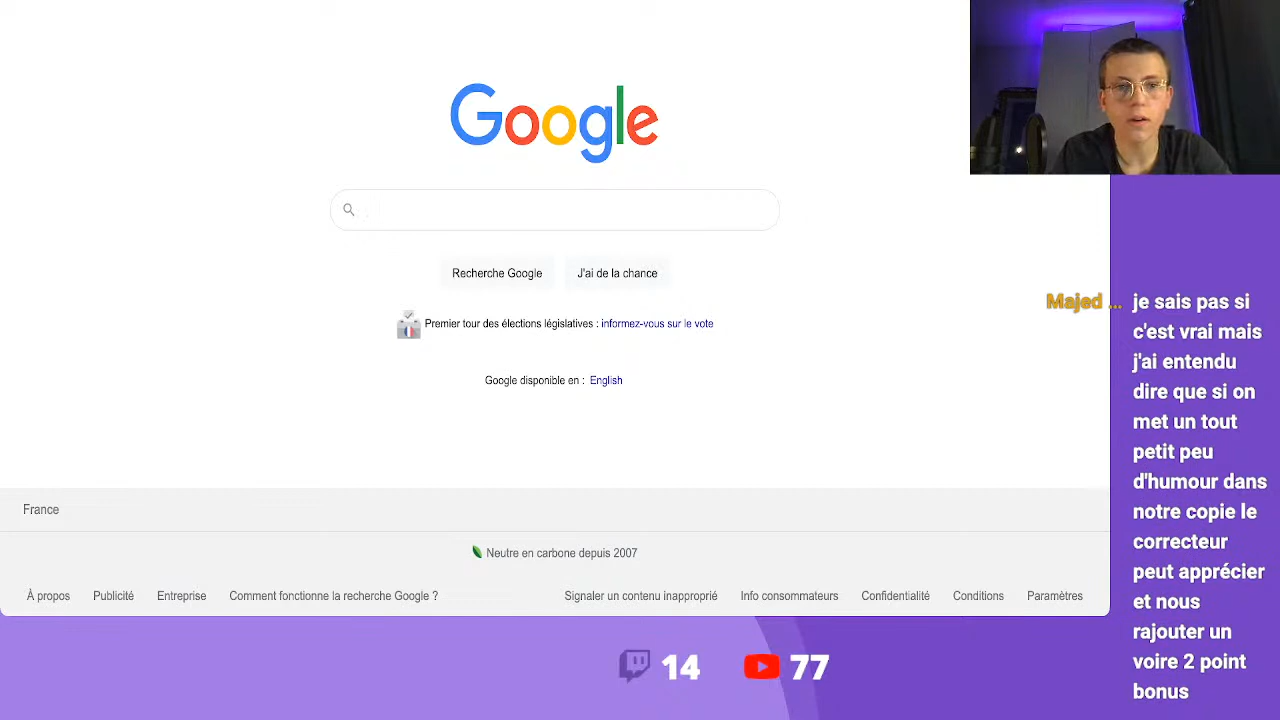 Google
Recherche Google
J'ai de la chance
Premier tour des élections législatives : informez-vous sur le vote
Google disponible en : English
France
Neutre en carbone depuis 2007
À propos
Publicité
Entreprise
Comment fonctionne la recherche Google ?
Signaler un contenu inapproprié
Info consommateurs
Confidentialité
Conditions
Paramètres
Majed ...
je sais pas si
c'est vrai mais
j'ai entendu
dire que si on
met un tout
petit peu
d'humour dans
notre copie le
correcteur
peut apprécier
et nous
rajouter un
voire 2 point
bonus
14
77